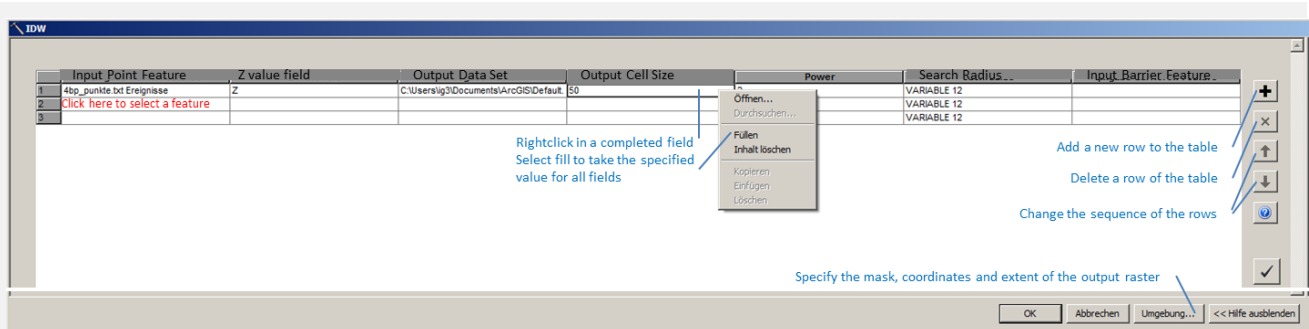 IDW
Input Point Feature Z value field Output Data Set Output Cell Size Power Search Radius Input Barrier Feature
1 4bp_punkte.txt Ereignisse Z C:\Users\ig3\Documents\ArcGIS\Default. 50 VARIABLE 12
2 Click here to select a feature VARIABLE 12
3 VARIABLE 12
Öffnen...
Durchsuchen...
Füllen
Inhalt löschen
Kopieren
Einfügen
Löschen
Rightclick in a completed field
Select fill to take the specified
value for all fields
Add a new row to the table
Delete a row of the table
Change the sequence of the rows
Specify the mask, coordinates and extent of the output raster
OK Abbrechen Umgebung... << Hilfe ausblenden